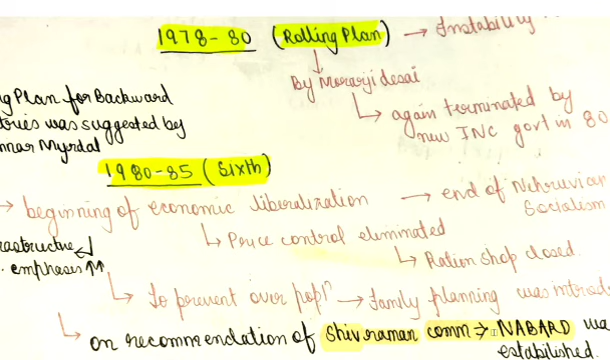 1978-80 (Rolling Plan) → Instability
By Morarji desai
↳ again terminated by
new INC govt in 80
g Plan for Backward
tries was suggested by
nnar Myrdal
1980-85 (Sixth)
→ beginning of economic liberalization → end of Nehruvian
Socialism
↳ Price control eliminated
↳ Ration shop closed.
rastructure ↓
emphases ↑↑
↳ To prevent over popⁿ → family planning was introd
↳ on recommendation of Shivraman comm → NABARD wa
established